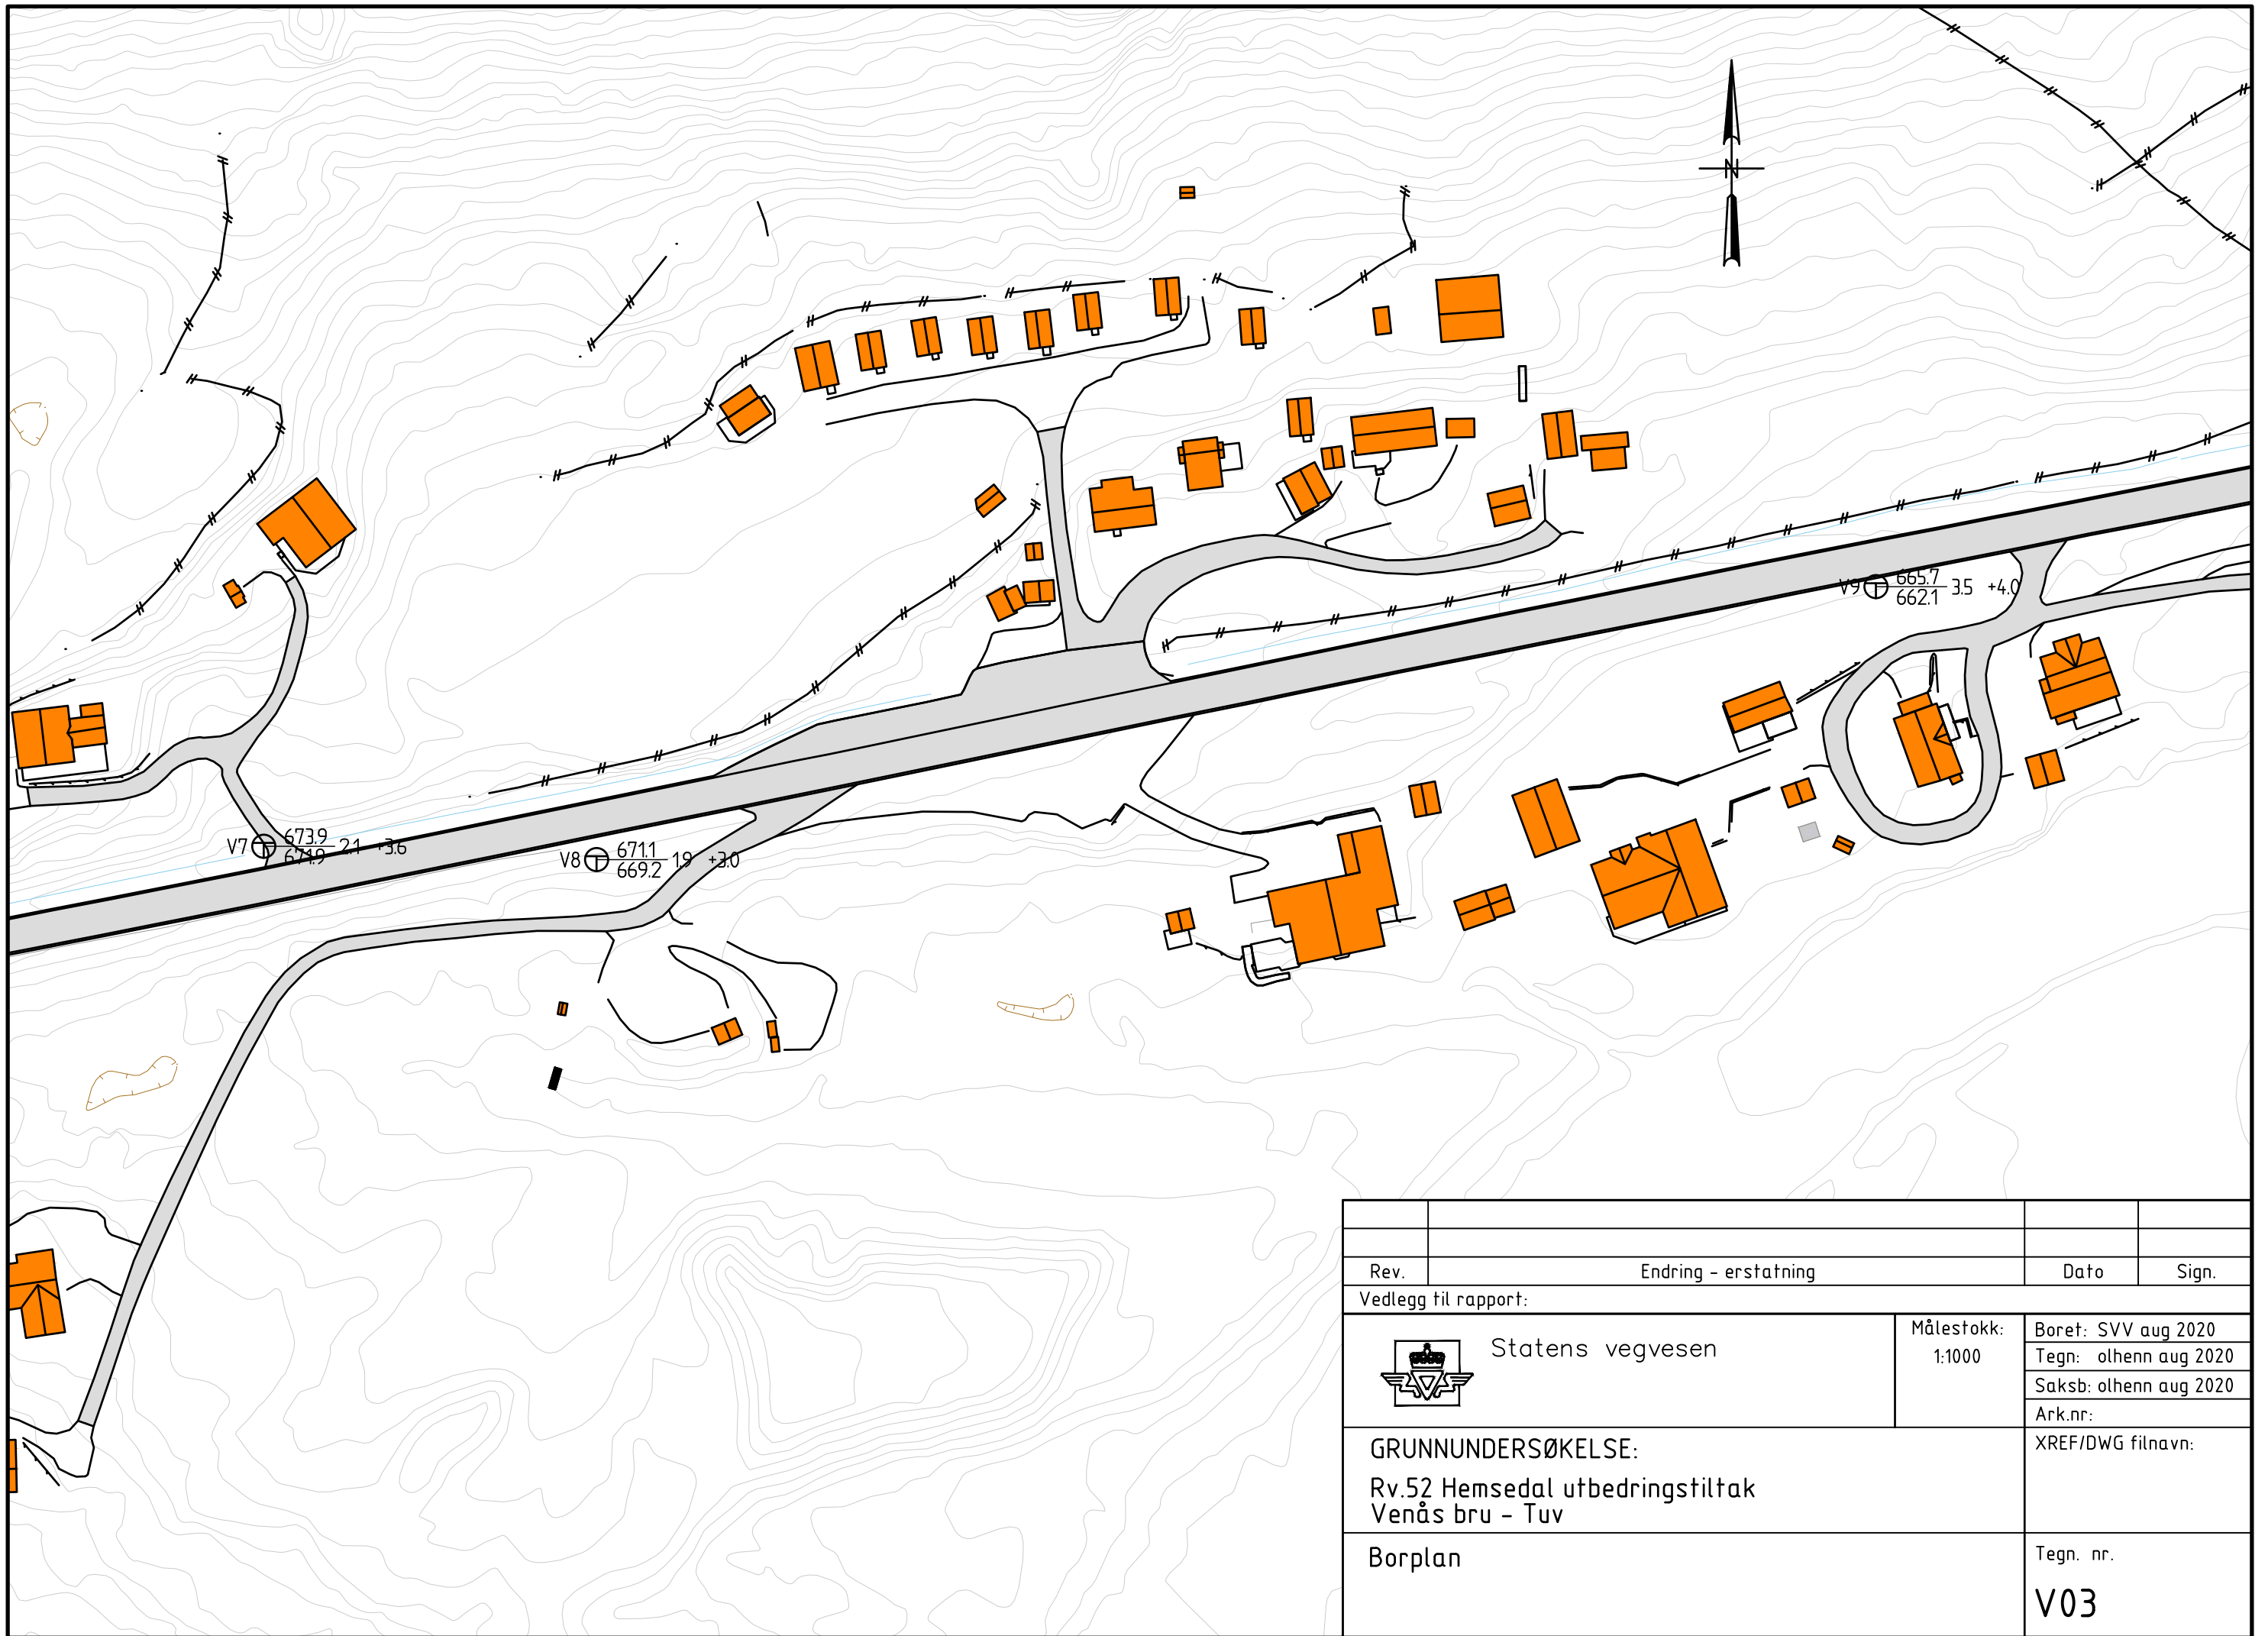 N
V9 665.7 3.5 +4.0
662.1
V7 673.9 2.1 +3.6
671.9
V8 671.1 1.9 +3.0
669.2
Rev. Endring - erstatning Dato Sign.
Vedlegg til rapport:
Statens vegvesen
Målestokk:
1:1000
Boret: SVV aug 2020
Tegn: olhenn aug 2020
Saksb: olhenn aug 2020
Ark.nr:
GRUNNUNDERSØKELSE:
XREF/DWG filnavn:
Rv.52 Hemsedal utbedringstiltak
Venås bru - Tuv
Borplan
Tegn. nr.
V03